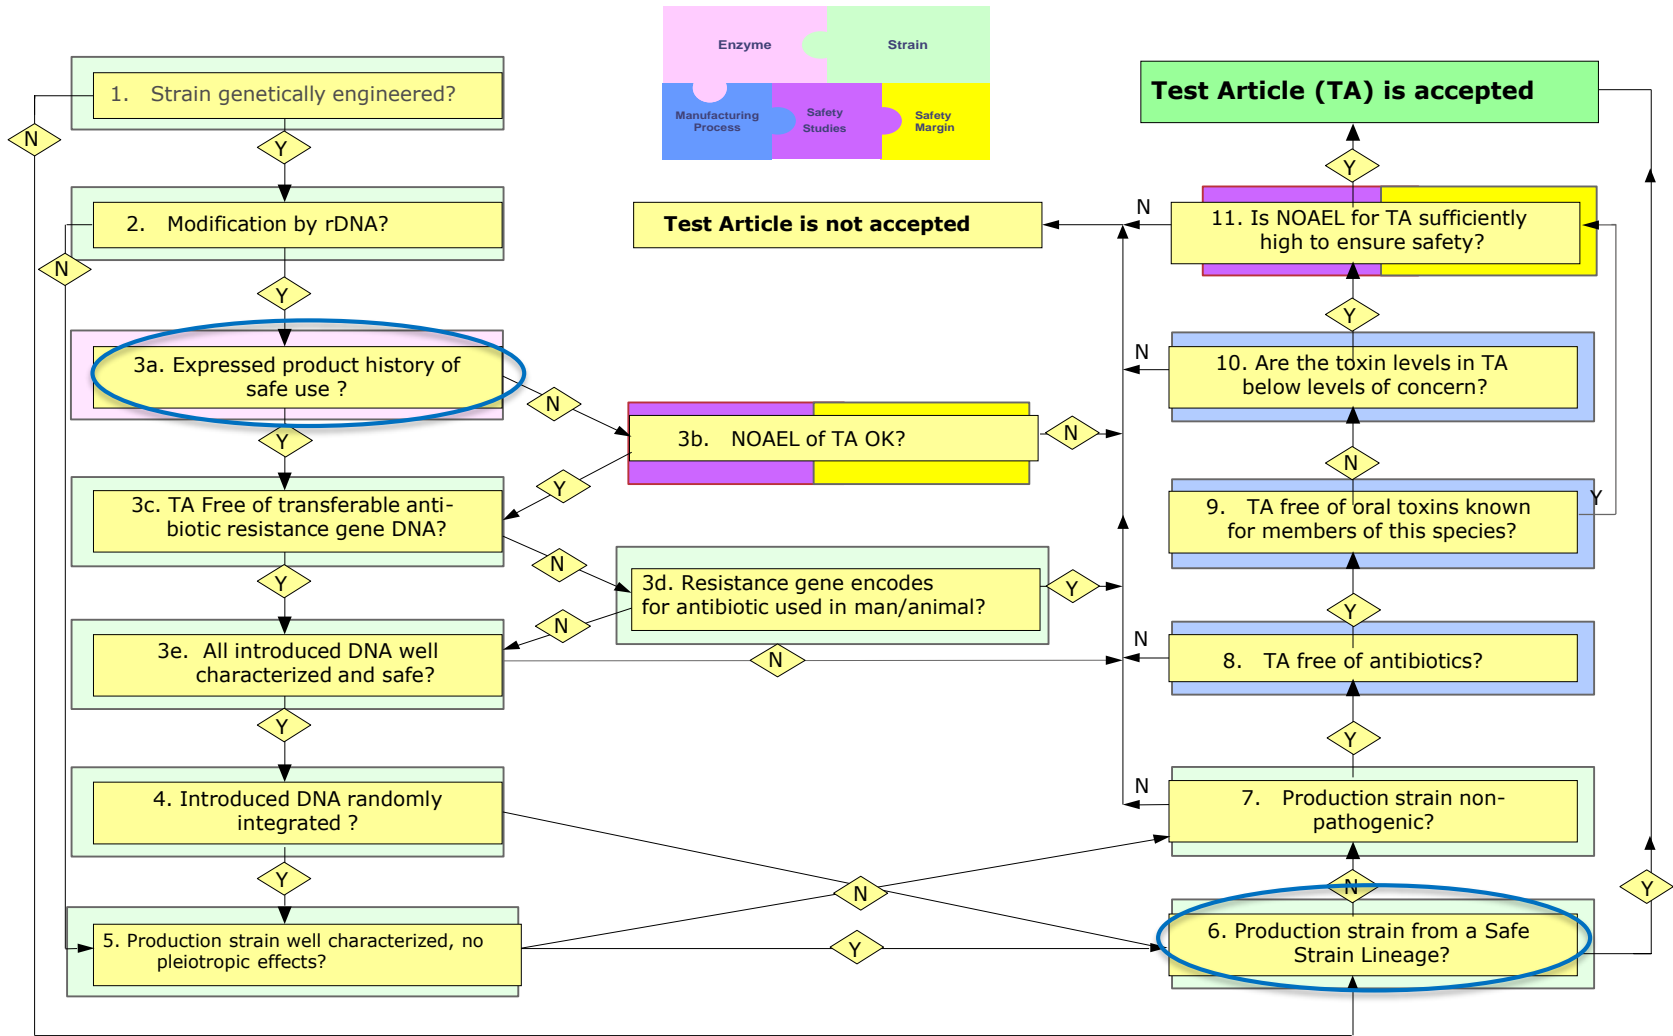 Enzyme
Strain
Manufacturing
Process
Safety
Studies
Safety
Margin
1. Strain genetically engineered?
N
Y
2. Modification by rDNA?
N
Y
3a. Expressed product history of
safe use ?
N
Y
3b. NOAEL of TA OK?
N
Y
3c. TA Free of transferable anti-
biotic resistance gene DNA?
N
Y
3d. Resistance gene encodes
for antibiotic used in man/animal?
Y
N
3e. All introduced DNA well
characterized and safe?
N
Y
4. Introduced DNA randomly
integrated ?
Y
N
5. Production strain well characterized, no
pleiotropic effects?
Y
6. Production strain from a Safe
Strain Lineage?
N
Y
7. Production strain non-
pathogenic?
N
Y
8. TA free of antibiotics?
N
Y
9. TA free of oral toxins known
for members of this species?
Y
N
10. Are the toxin levels in TA
below levels of concern?
N
Y
11. Is NOAEL for TA sufficiently
high to ensure safety?
N
Y
Test Article is not accepted
Test Article (TA) is accepted